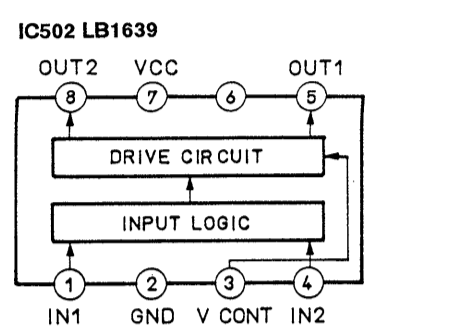 IC502 LB1639
OUT2 VCC OUT1
8 7 6 5
DRIVE CIRCUIT
INPUT LOGIC
1 2 3 4
IN1 GND V CONT IN2